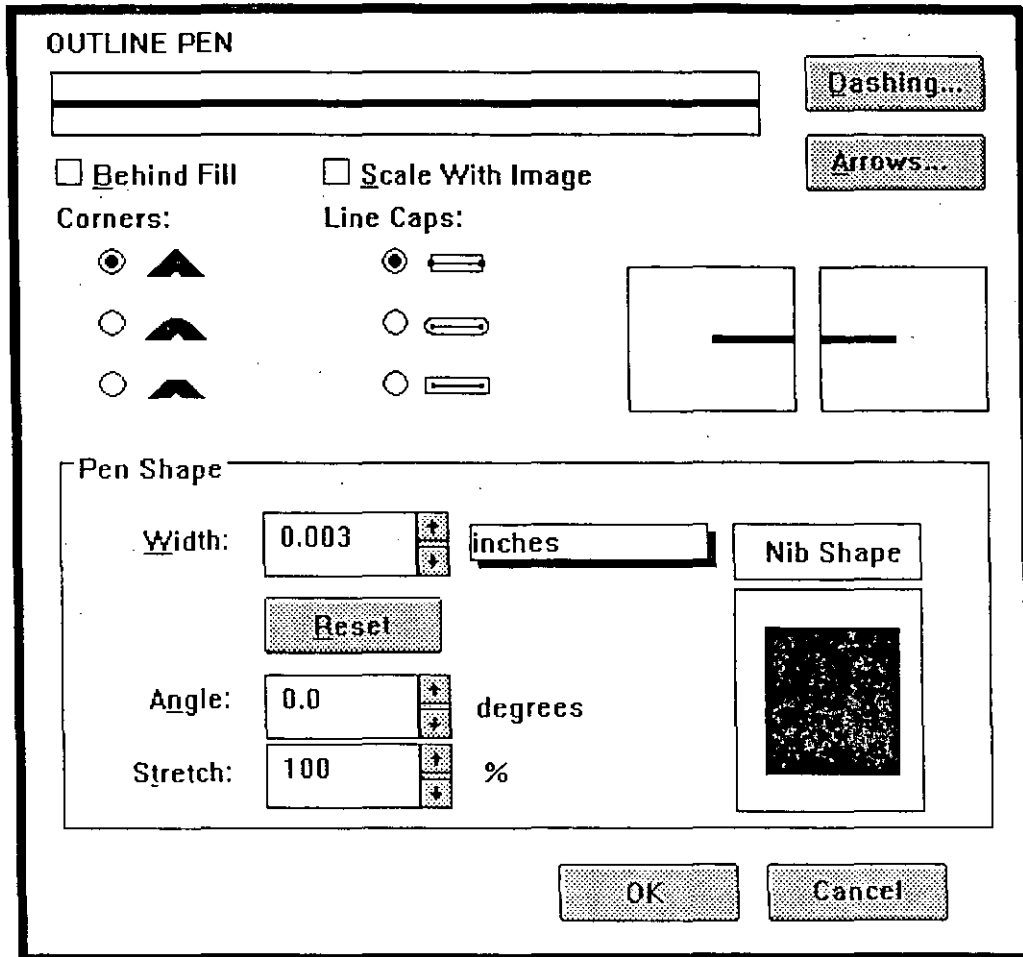 OUTLINE PEN
Dashing...
Arrows...
Behind Fill
Scale With Image
Corners:
Line Caps:
Pen Shape
Width:
0.003
inches
Nib Shape
Reset
Angle:
0.0
degrees
Stretch:
100
%
OK
Cancel